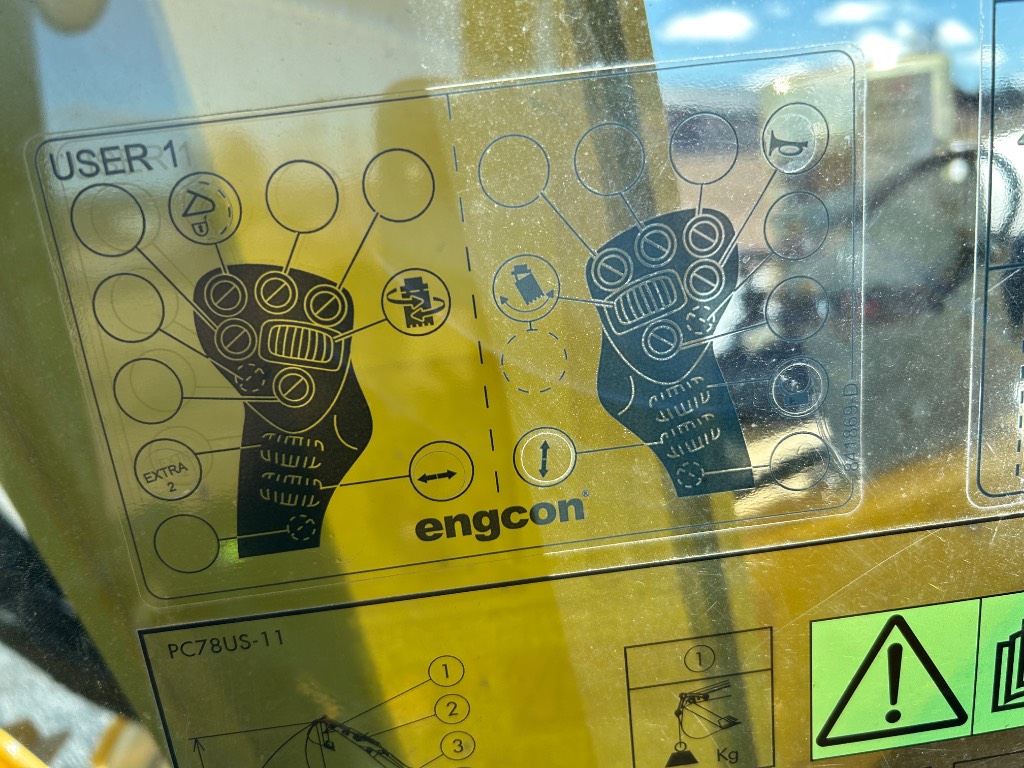 USER 1
EXTRA
2
engcon®
PC78US-11
1
2
3
1
Kg